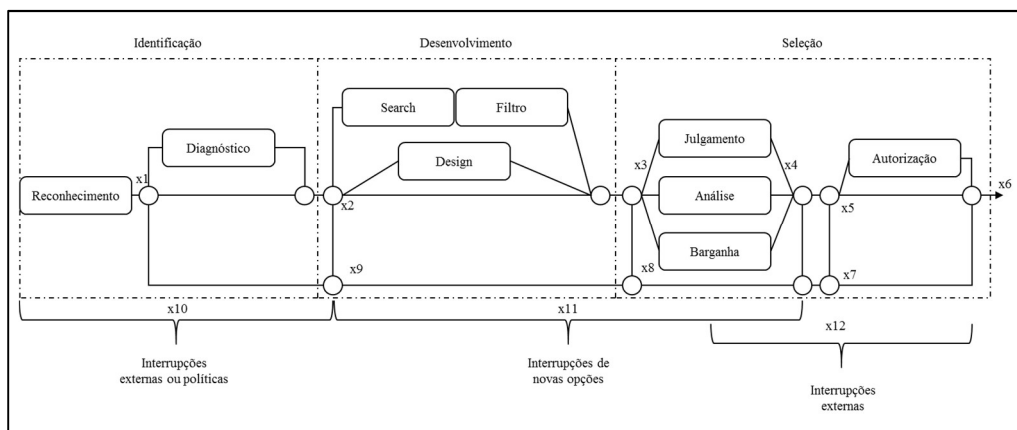 Identificação
Desenvolvimento
Seleção
Search
Filtro
Diagnóstico
Design
Julgamento
Autorização
Reconhecimento
x1
x2
x3
x4
Análise
x5
x6
Barganha
x9
x8
x7
x10
x11
x12
Interrupções
externas ou políticas
Interrupções de
novas opções
Interrupções
externas